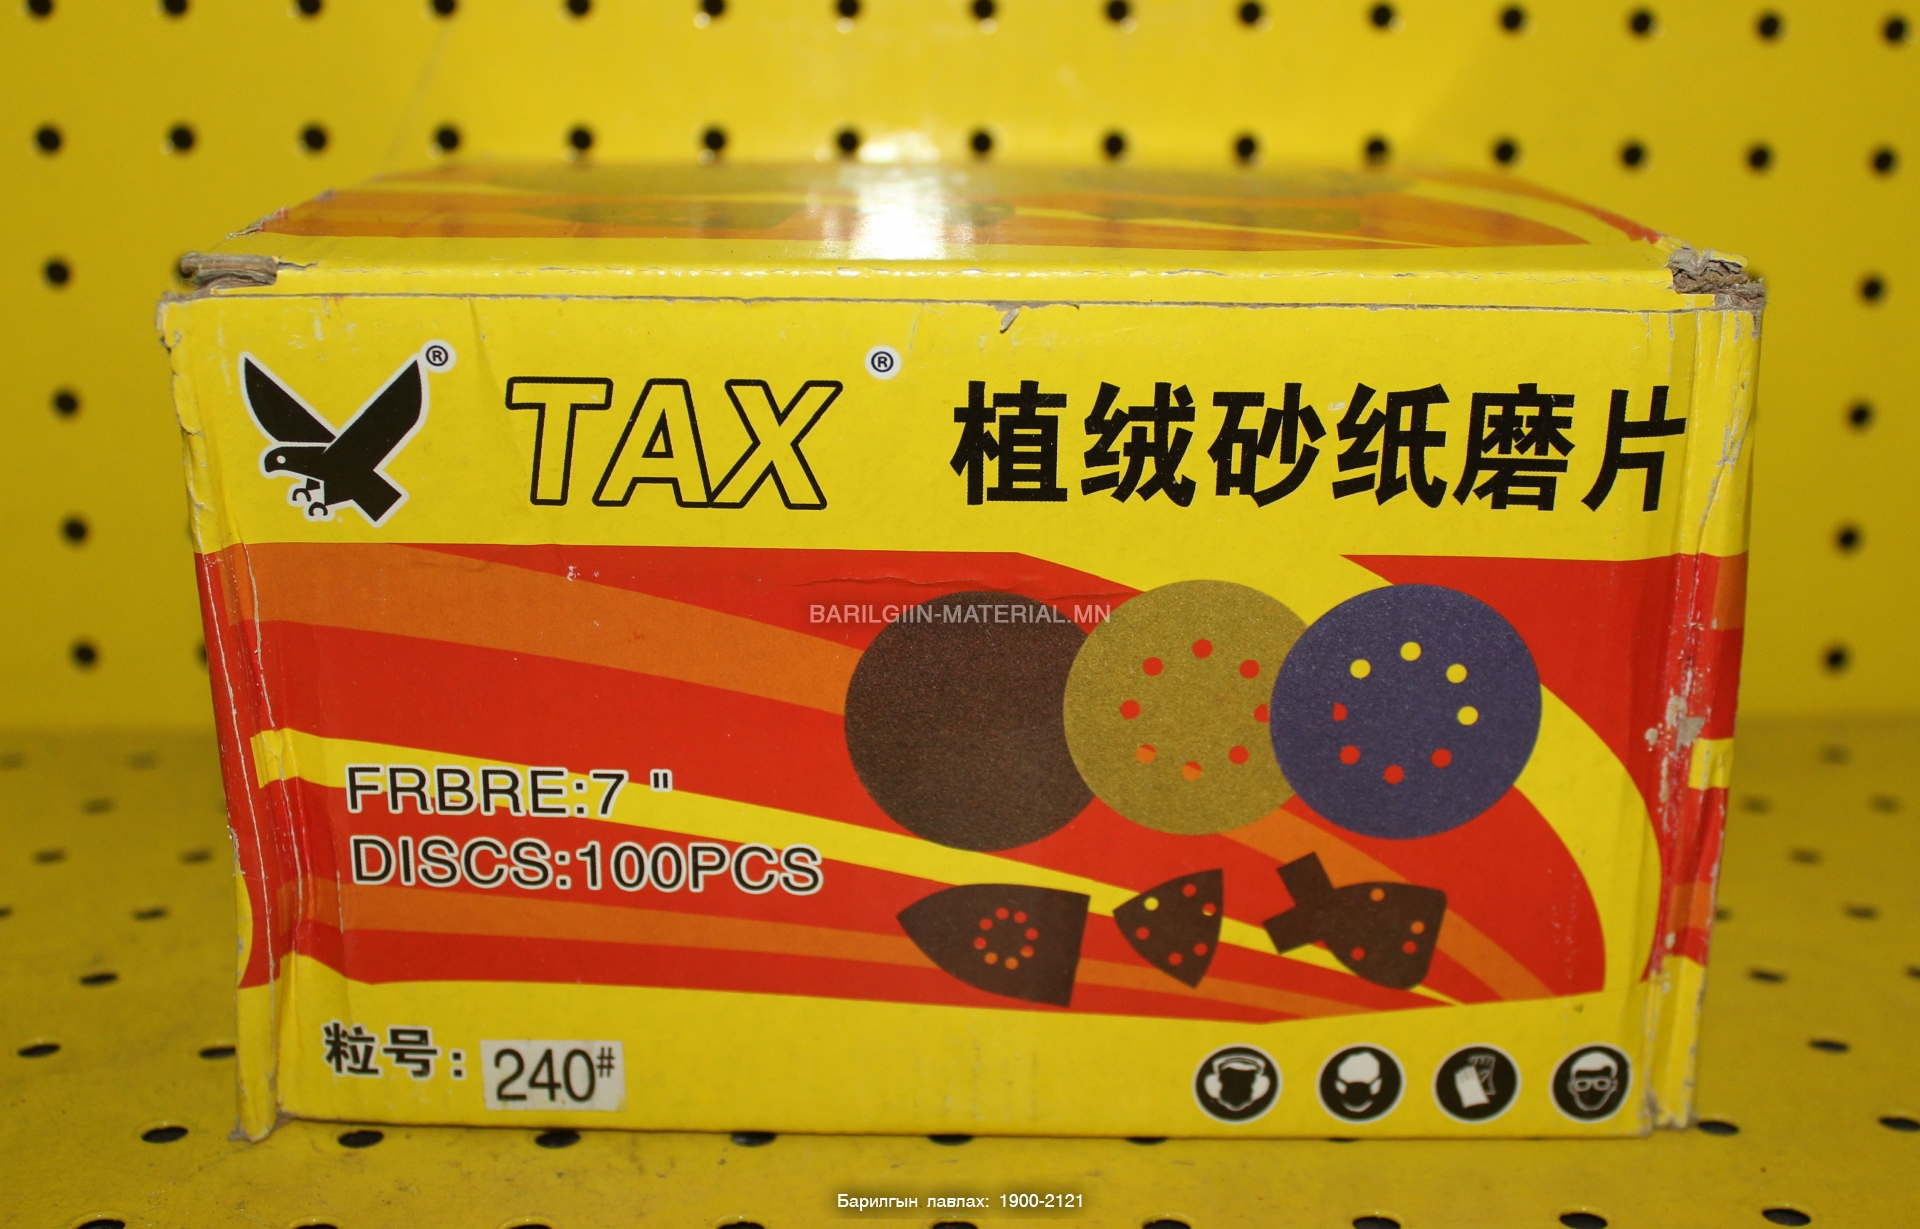 ® TAX ® 植绒砂纸磨片
BARILGIIN-MATERIAL.MN
FRBRE:7 "
DISCS:100PCS
粒号: 240#
Барилгын лавлах: 1900-2121